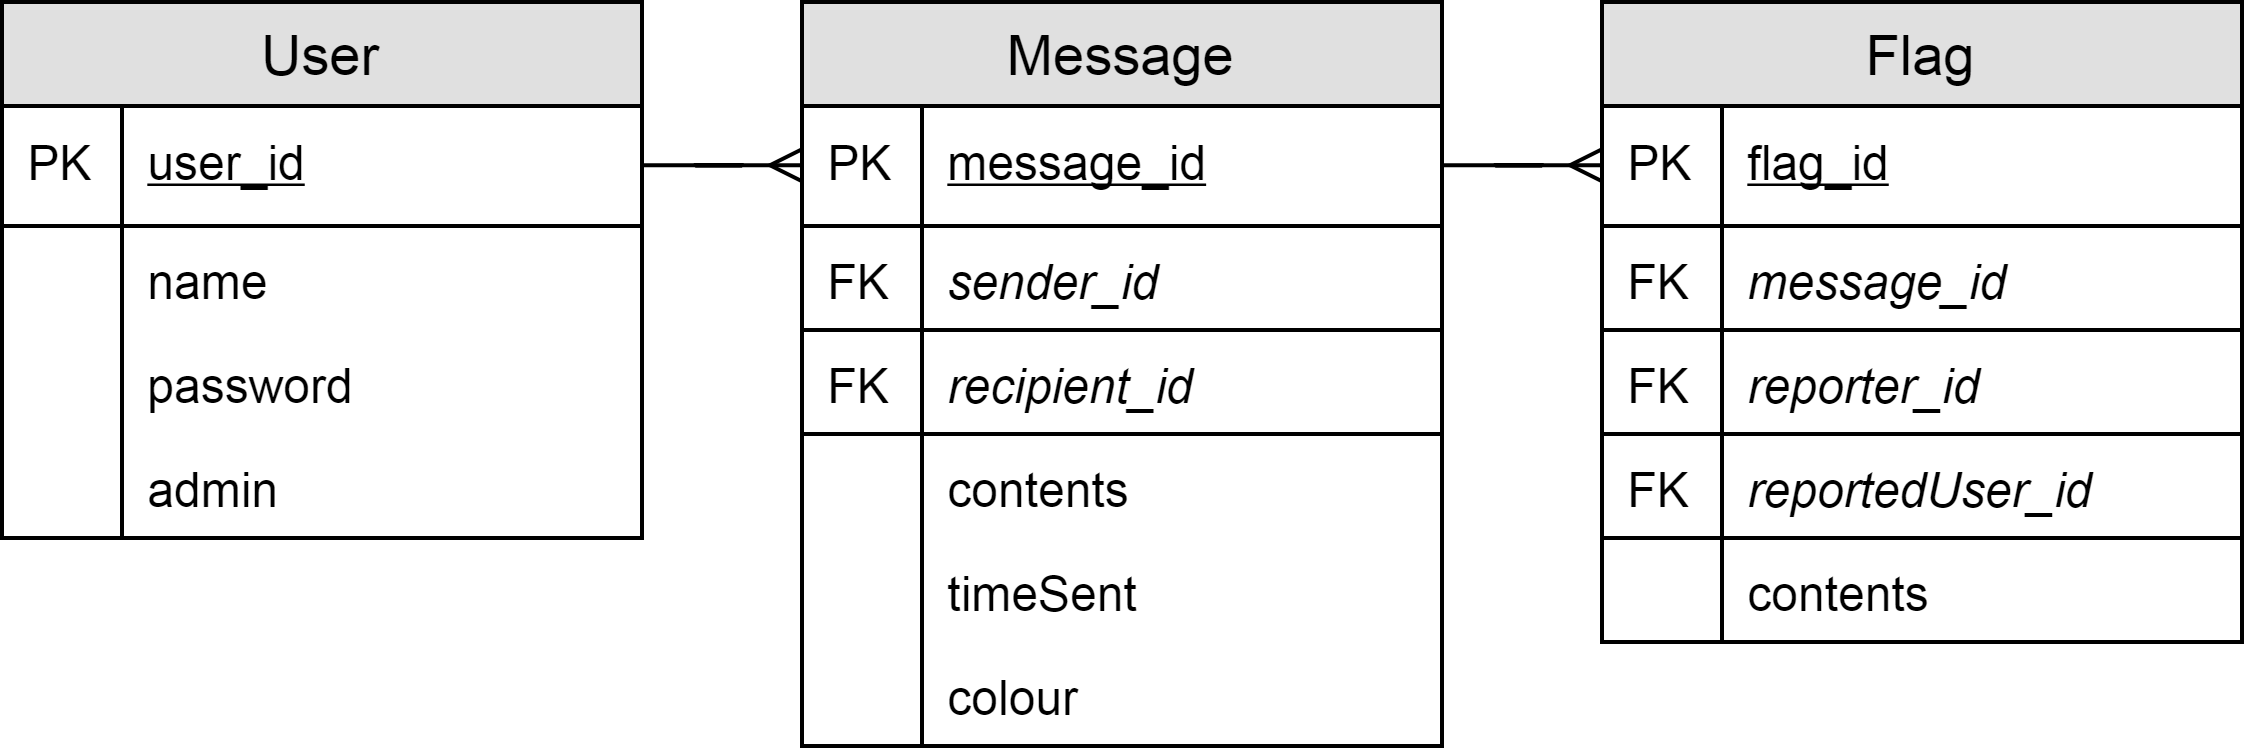 User
PK user_id
name
password
admin
Message
PK message_id
FK sender_id
FK recipient_id
contents
timeSent
colour
Flag
PK flag_id
FK message_id
FK reporter_id
FK reportedUser_id
contents